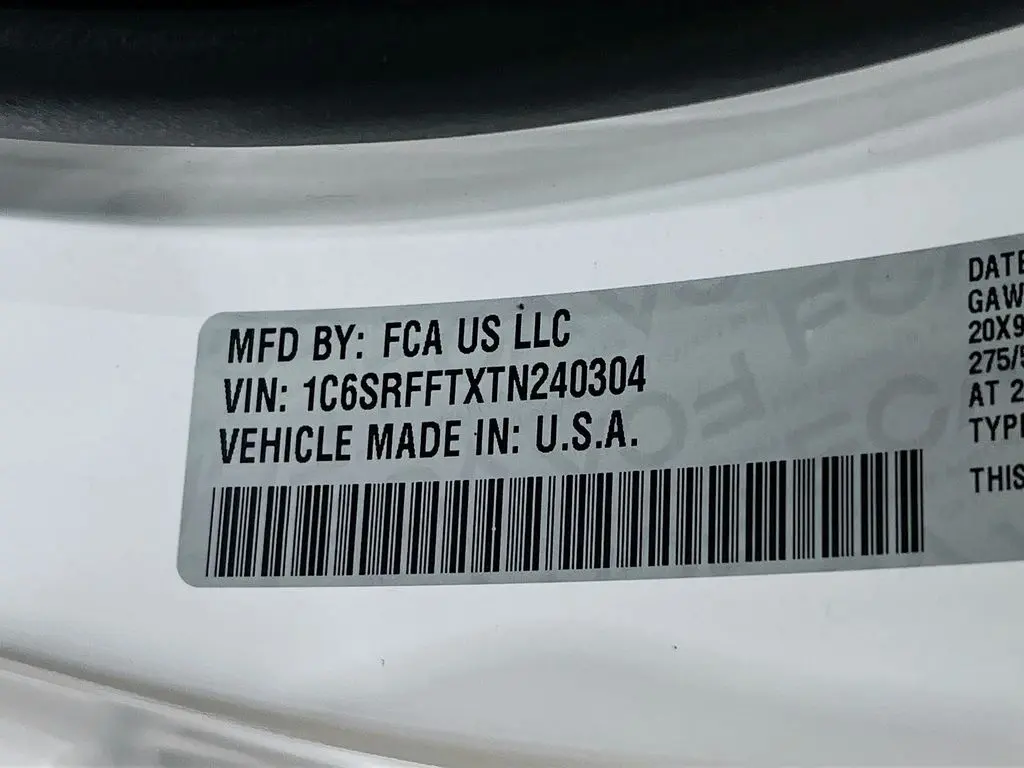 MFD BY: FCA US LLC
VIN: 1C6SRFFTXTN240304
VEHICLE MADE IN: U.S.A.
DATE
GAW
20X9
275/5
AT 2
TYPE
THIS